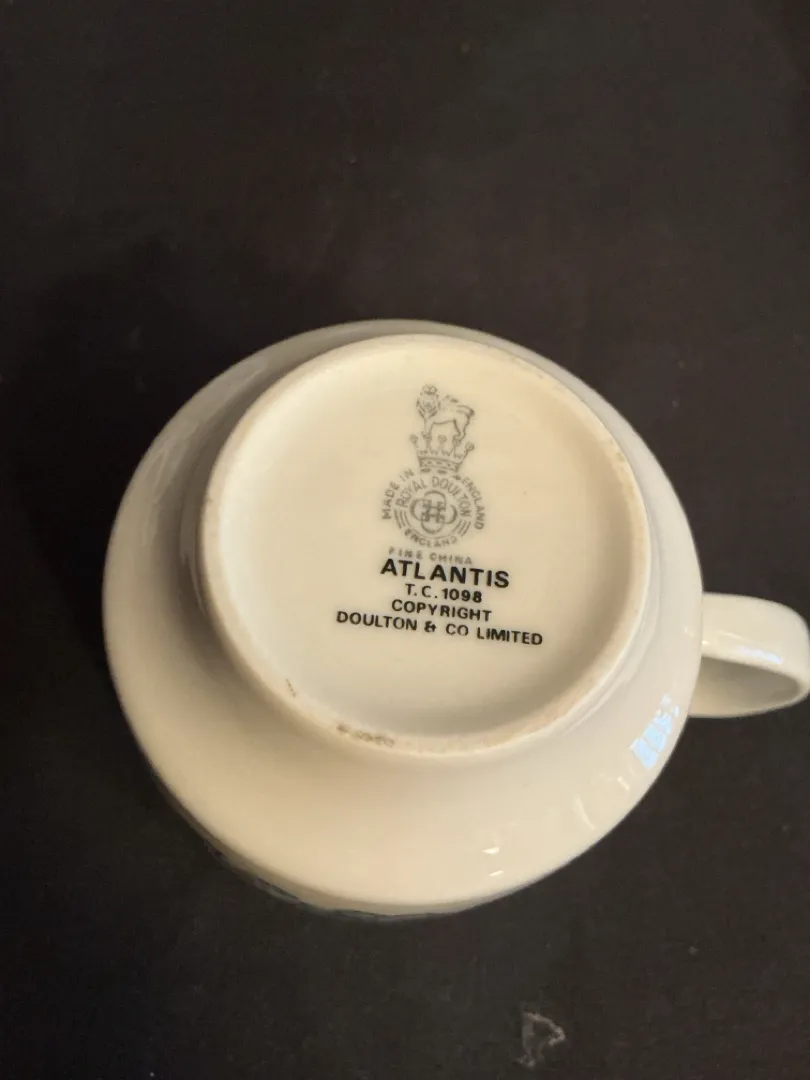 MADE IN ENGLAND
ROYAL DOULTON
ENGLAND
FINE CHINA
ATLANTIS
T.C. 1098
COPYRIGHT
DOULTON & CO LIMITED